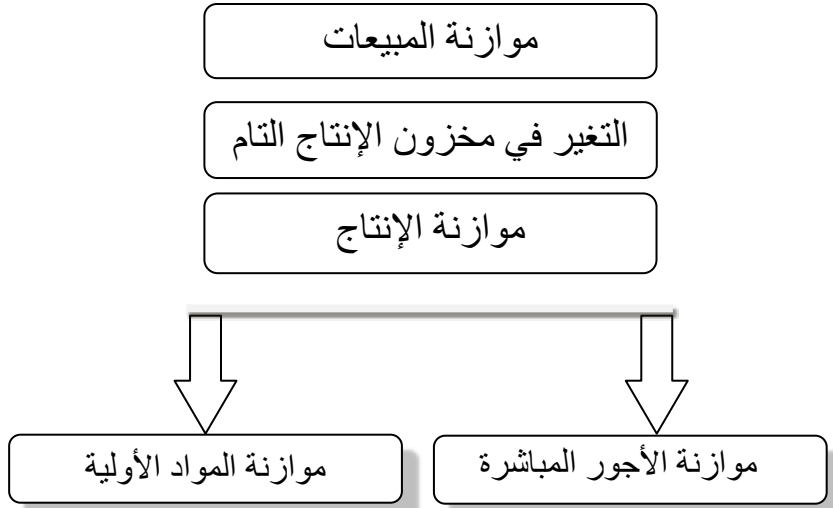 موازنة المبيعات
التغير في مخزون الإنتاج التام
موازنة الإنتاج
موازنة الأجور المباشرة
موازنة المواد الأولية